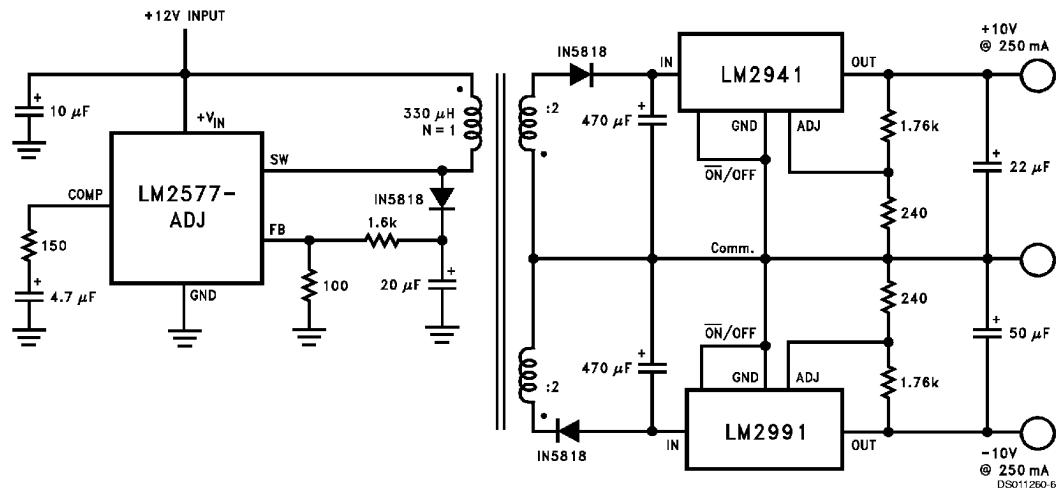 +12V INPUT
+
10 μF
+VIN
LM2577-
ADJ
COMP
SW
FB
GND
150
+
4.7 μF
330 μH
N = 1
IN5818
1.6k
100
+
20 μF
:2
:2
IN5818
+
470 μF
+
470 μF
IN5818
IN
LM2941
OUT
GND
ADJ
ON/OFF
Comm.
ON/OFF
GND
ADJ
IN
LM2991
OUT
1.76k
240
240
1.76k
+
22 μF
+
50 μF
+10V
@ 250 mA
-10V
@ 250 mA
DS011260-6